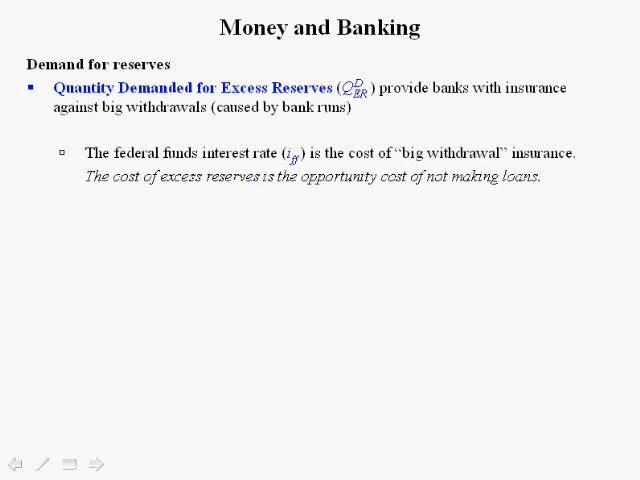 Money and Banking
Demand for reserves
▪ Quantity Demanded for Excess Reserves (Q^D_ER) provide banks with insurance
against big withdrawals (caused by bank runs)
▫ The federal funds interest rate (i_ff) is the cost of “big withdrawal” insurance.
The cost of excess reserves is the opportunity cost of not making loans.